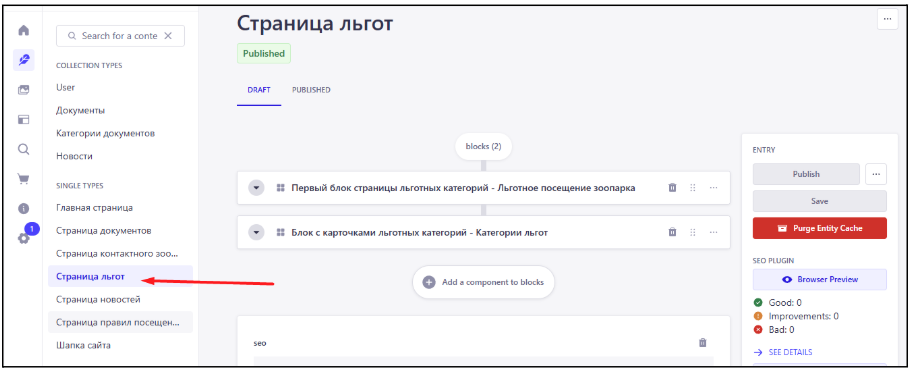 Search for a conte
COLLECTION TYPES
User
Документы
Категории документов
Новости
SINGLE TYPES
Главная страница
Страница документов
Страница контактного зоо...
Страница льгот
Страница новостей
Страница правил посещен...
Шапка сайта
1
Страница льгот
Published
DRAFT
PUBLISHED
blocks (2)
Первый блок страницы льготных категорий - Льготное посещение зоопарка
Блок с карточками льготных категорий - Категории льгот
Add a component to blocks
seo
ENTRY
Publish
Save
Purge Entity Cache
SEO PLUGIN
Browser Preview
Good: 0
Improvements: 0
Bad: 0
SEE DETAILS